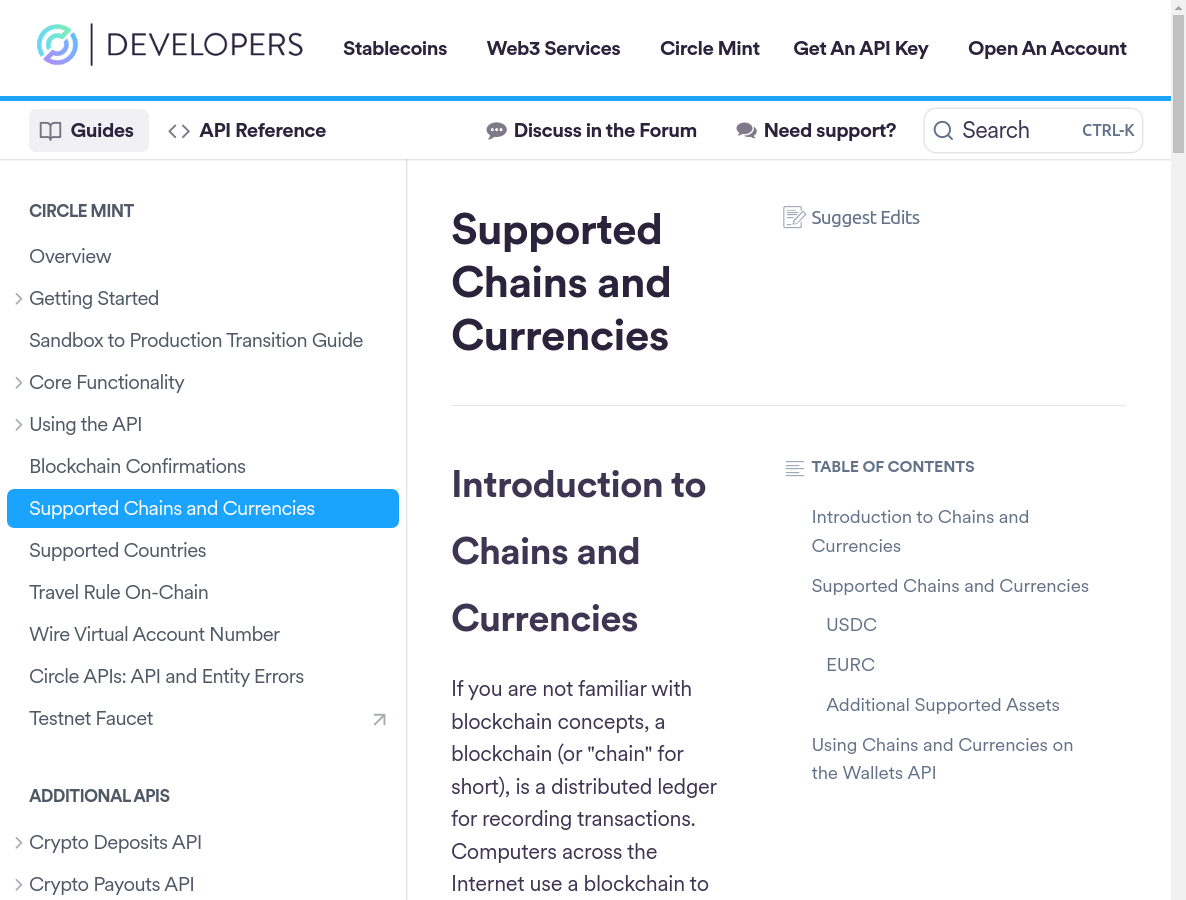 DEVELOPERS
Stablecoins Web3 Services Circle Mint Get An API Key Open An Account
Guides API Reference Discuss in the Forum Need support? Search CTRL-K
CIRCLE MINT
Overview
Getting Started
Sandbox to Production Transition Guide
Core Functionality
Using the API
Blockchain Confirmations
Supported Chains and Currencies
Supported Countries
Travel Rule On-Chain
Wire Virtual Account Number
Circle APIs: API and Entity Errors
Testnet Faucet
ADDITIONAL APIS
Crypto Deposits API
Crypto Payouts API
Supported
Chains and
Currencies
Suggest Edits
Introduction to
Chains and
Currencies
If you are not familiar with
blockchain concepts, a
blockchain (or "chain" for
short), is a distributed ledger
for recording transactions.
Computers across the
Internet use a blockchain to
TABLE OF CONTENTS
Introduction to Chains and
Currencies
Supported Chains and Currencies
USDC
EURC
Additional Supported Assets
Using Chains and Currencies on
the Wallets API